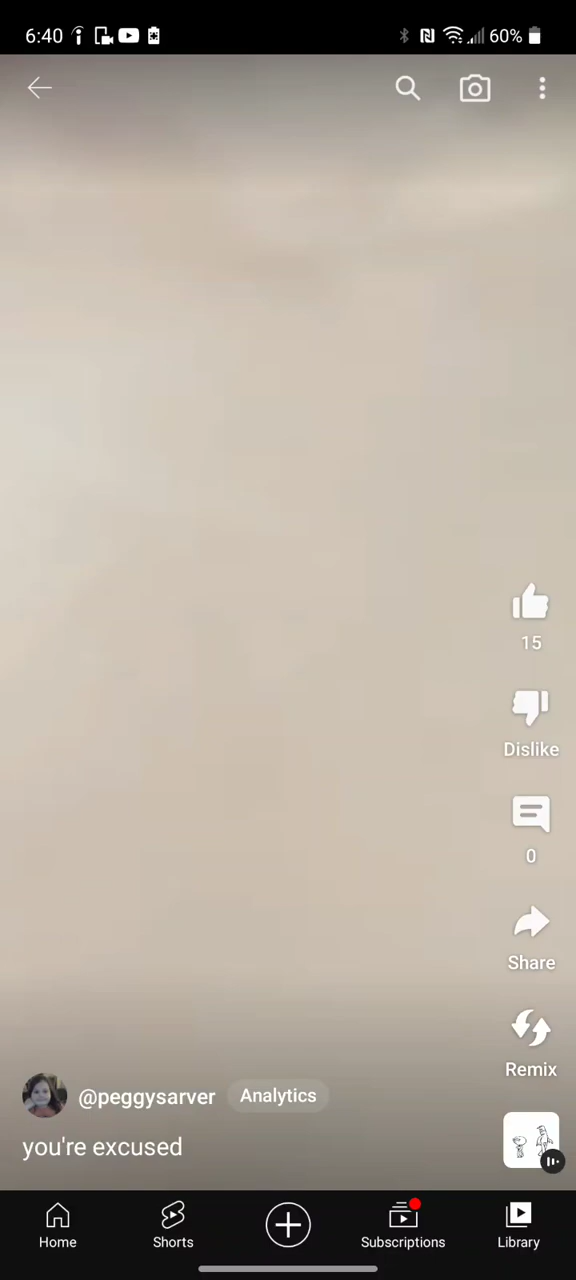 6:40
60%
15
Dislike
0
Share
Remix
@peggysarver Analytics
you're excused
Home Shorts Subscriptions Library